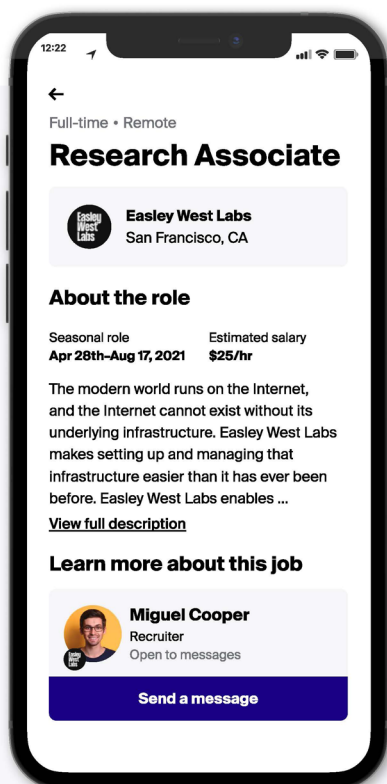 12:22
Full-time • Remote
Research Associate
Easley
West
Labs
Easley West Labs
San Francisco, CA
About the role
Seasonal role
Estimated salary
Apr 28th–Aug 17, 2021
$25/hr
The modern world runs on the Internet,
and the Internet cannot exist without its
underlying infrastructure. Easley West Labs
makes setting up and managing that
infrastructure easier than it has ever been
before. Easley West Labs enables ...
View full description
Learn more about this job
Miguel Cooper
Recruiter
Easley
West
Labs
Open to messages
Send a message